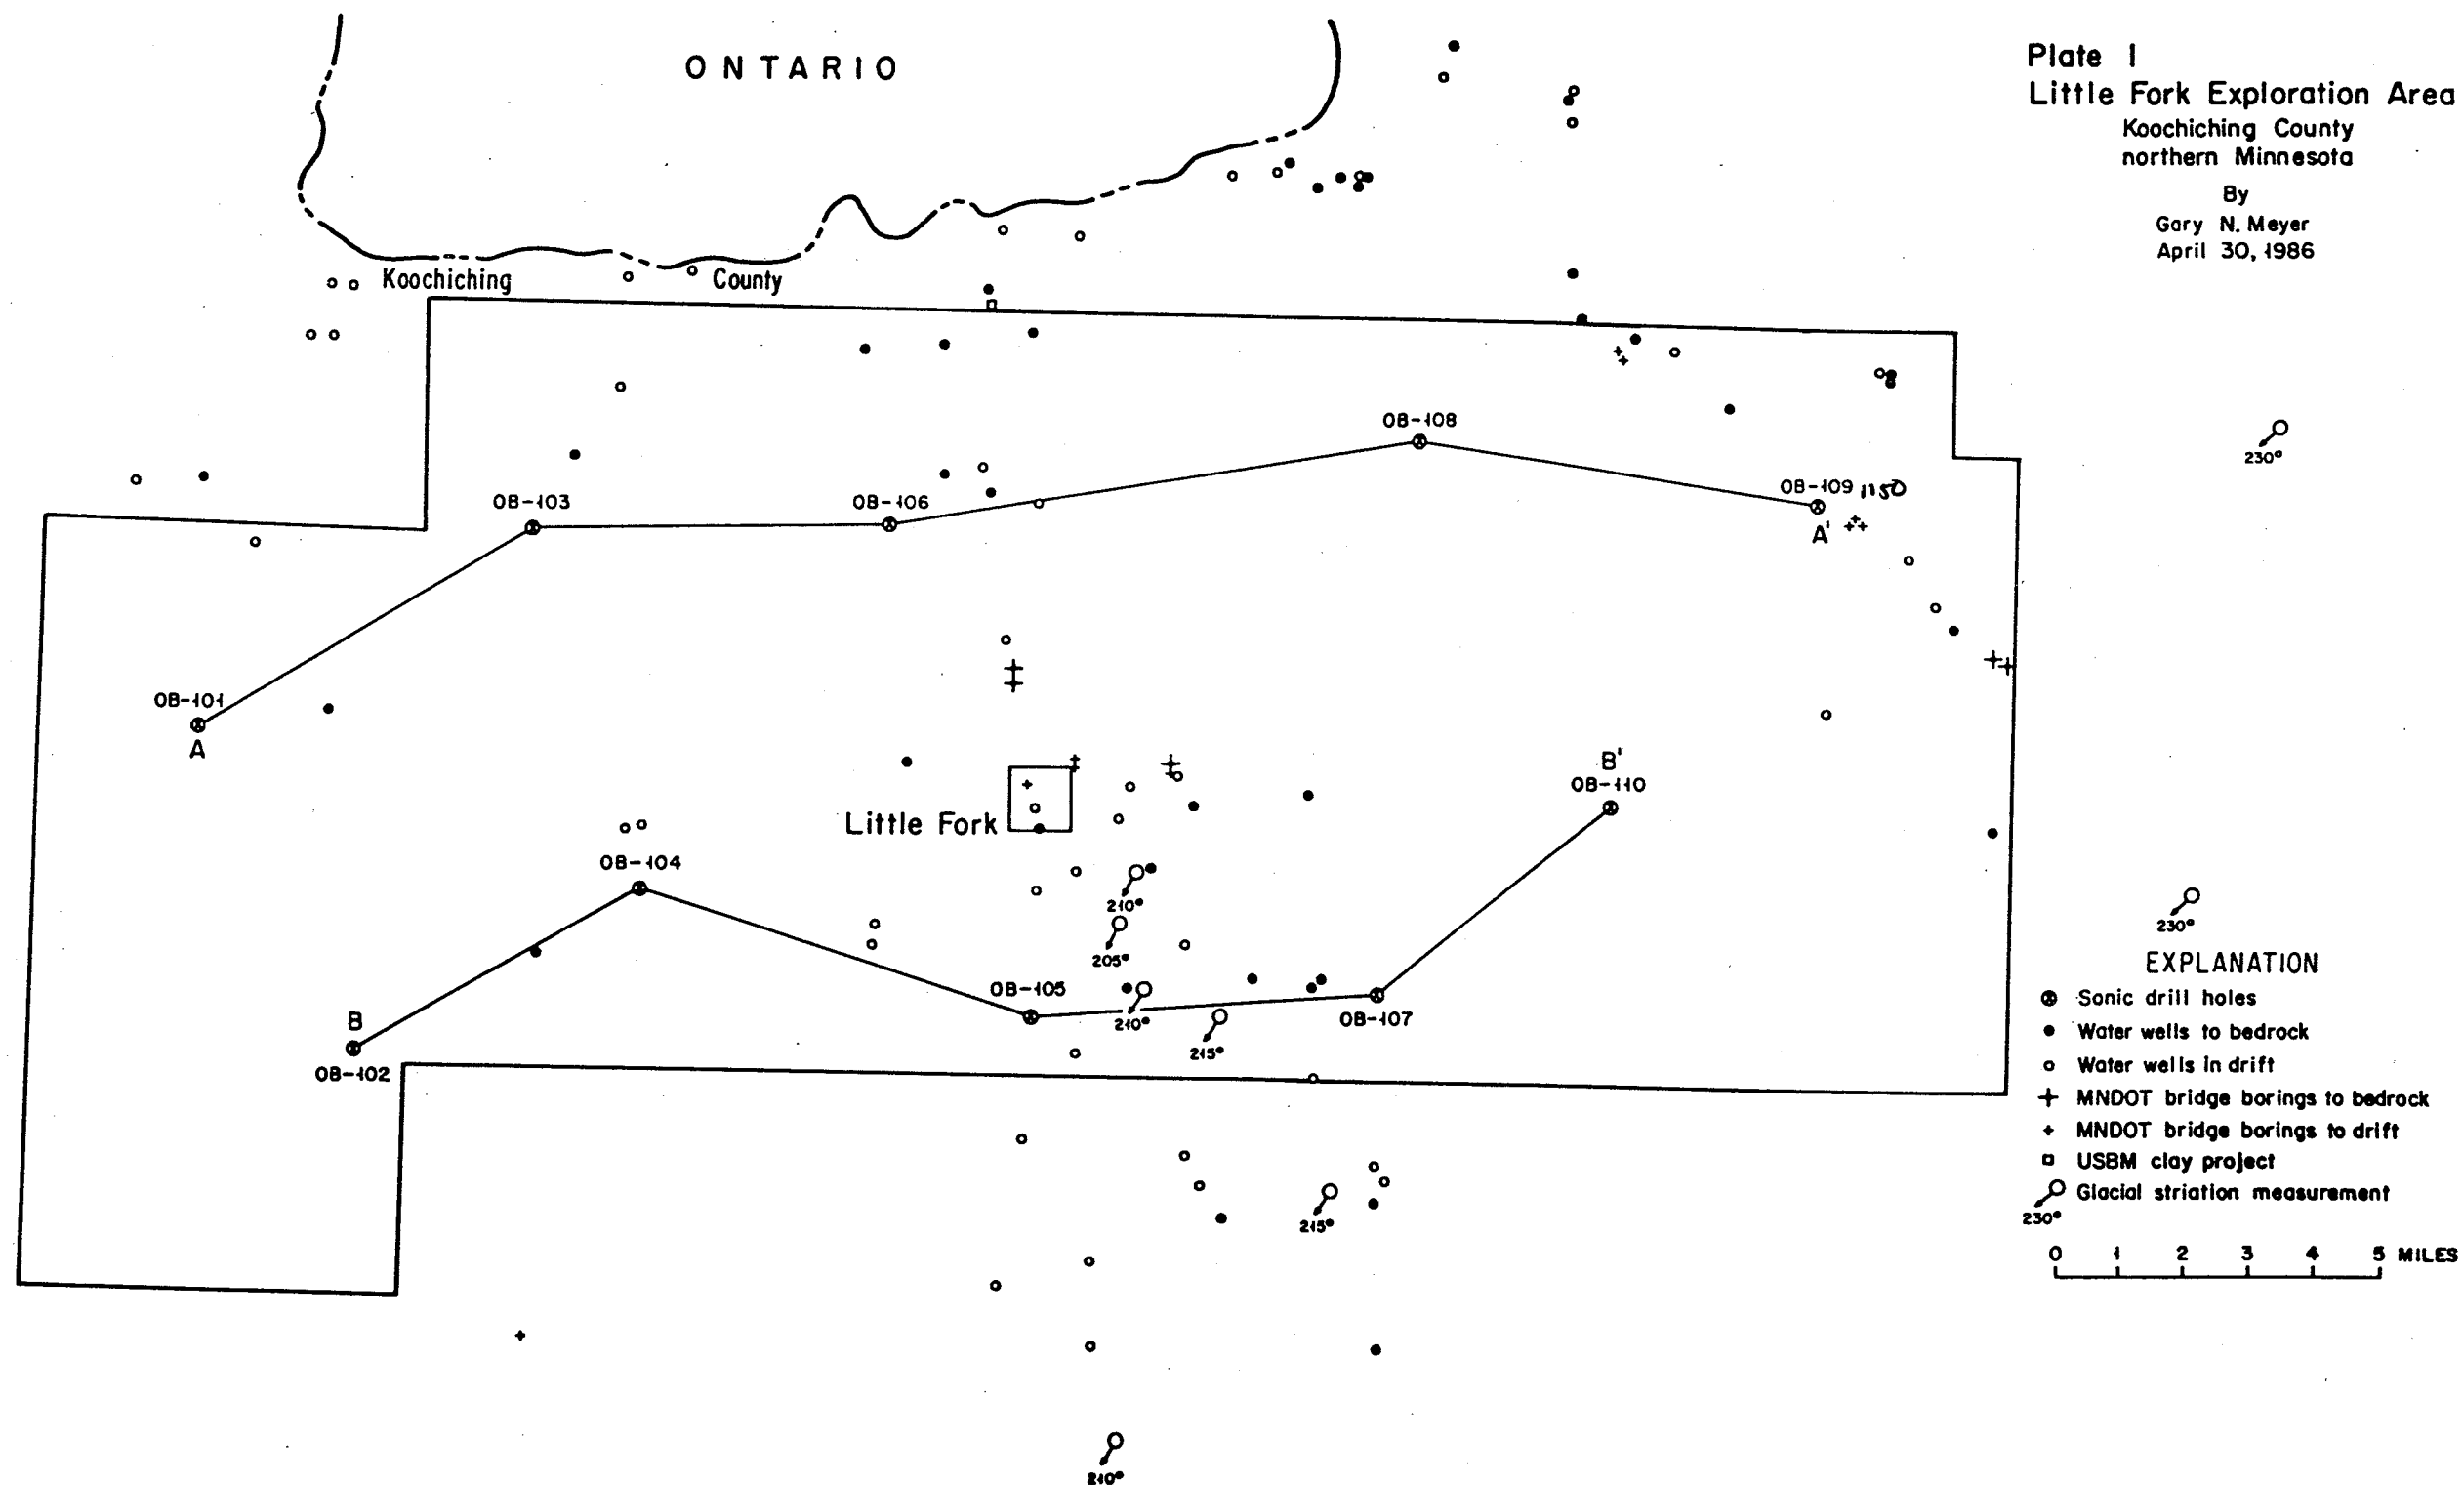 Plate 1
Little Fork Exploration Area
Koochiching County
northern Minnesota
By
Gary N. Meyer
April 30, 1986
ONTARIO
Koochiching County
OB-108
230°
OB-103
OB-106
OB-109 1150
A'
OB-101
A
B'
OB-110
Little Fork
OB-104
210°
230°
205°
OB-105
210°
OB-107
215°
B
OB-102
215°
210°
EXPLANATION
Sonic drill holes
Water wells to bedrock
Water wells in drift
MNDOT bridge borings to bedrock
MNDOT bridge borings to drift
USBM clay project
Glacial striation measurement
230°
0 1 2 3 4 5 MILES